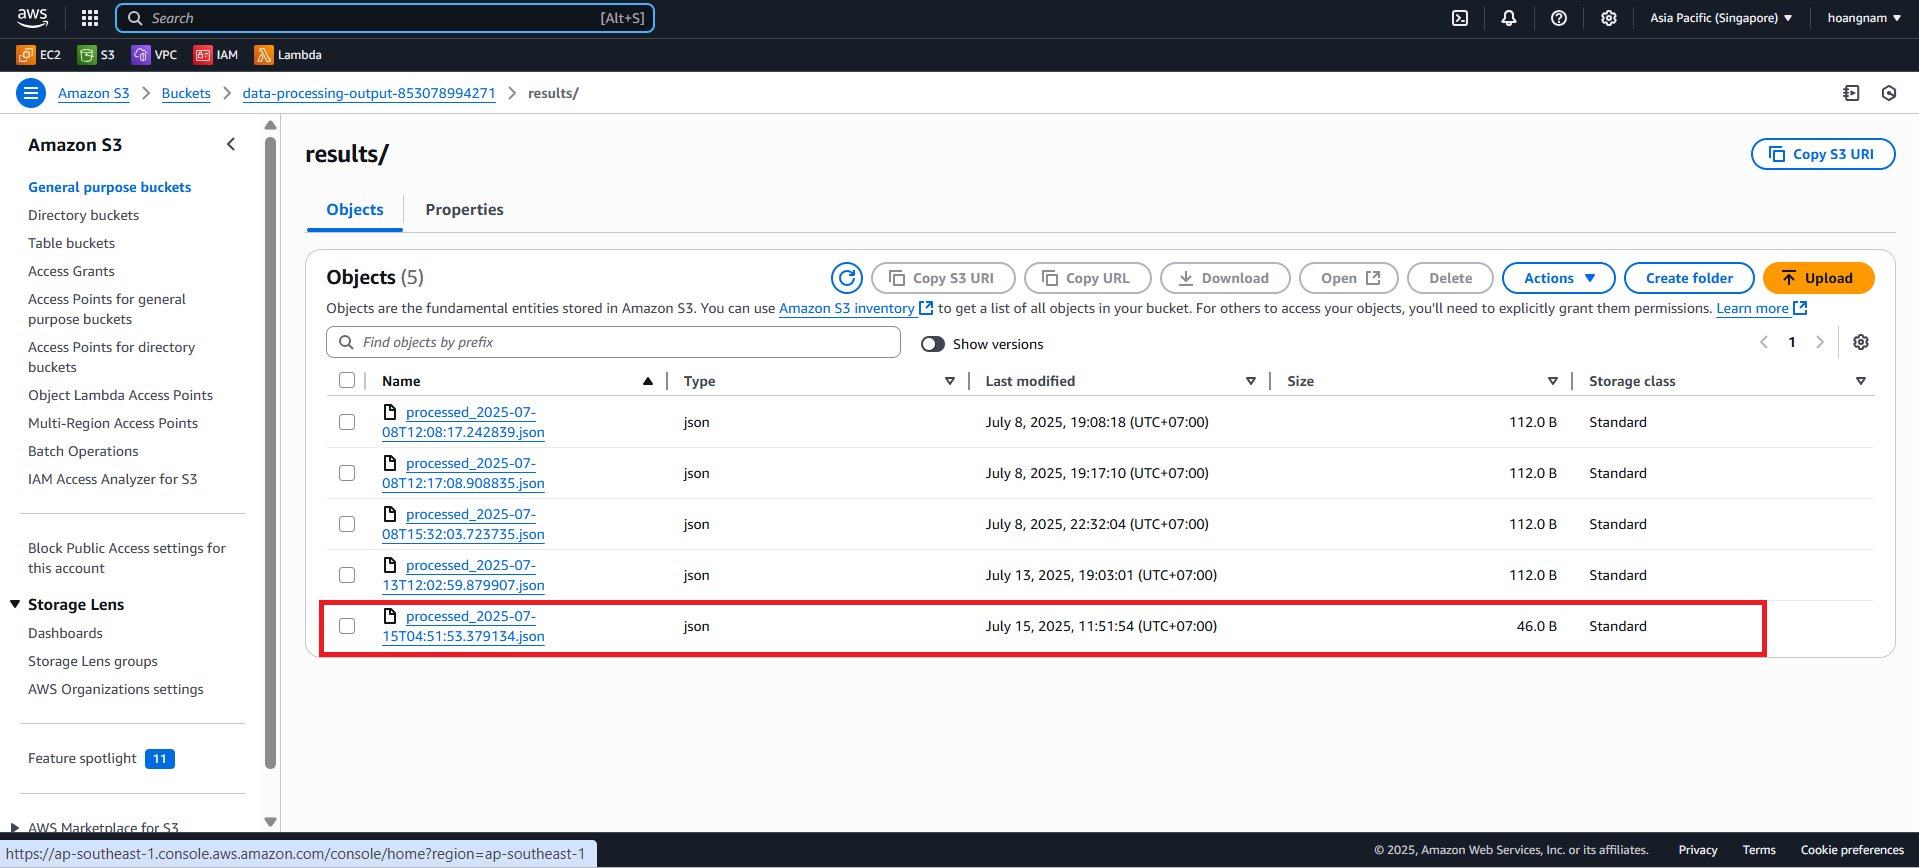 aws
Search [Alt+S]
Asia Pacific (Singapore)
hoangnam
EC2
S3
VPC
IAM
Lambda
Amazon S3
Buckets
data-processing-output-853078994271
results/
Amazon S3
General purpose buckets
Directory buckets
Table buckets
Access Grants
Access Points for general
purpose buckets
Access Points for directory
buckets
Object Lambda Access Points
Multi-Region Access Points
Batch Operations
IAM Access Analyzer for S3
Block Public Access settings for
this account
Storage Lens
Dashboards
Storage Lens groups
AWS Organizations settings
Feature spotlight 11
AWS Marketplace for S3
results/
Copy S3 URI
Objects
Properties
Objects (5)
Copy S3 URI
Copy URL
Download
Open
Delete
Actions
Create folder
Upload
Objects are the fundamental entities stored in Amazon S3. You can use Amazon S3 inventory to get a list of all objects in your bucket. For others to access your objects, you'll need to explicitly grant them permissions. Learn more
Find objects by prefix
Show versions
1
Name Type Last modified Size Storage class
processed_2025-07-
08T12:08:17.242839.json
json July 8, 2025, 19:08:18 (UTC+07:00) 112.0 B Standard
processed_2025-07-
08T12:17:08.908835.json
json July 8, 2025, 19:17:10 (UTC+07:00) 112.0 B Standard
processed_2025-07-
08T15:32:03.723735.json
json July 8, 2025, 22:32:04 (UTC+07:00) 112.0 B Standard
processed_2025-07-
13T12:02:59.879907.json
json July 13, 2025, 19:03:01 (UTC+07:00) 112.0 B Standard
processed_2025-07-
15T04:51:53.379134.json
json July 15, 2025, 11:51:54 (UTC+07:00) 46.0 B Standard
https://ap-southeast-1.console.aws.amazon.com/console/home?region=ap-southeast-1
© 2025, Amazon Web Services, Inc. or its affiliates.
Privacy
Terms
Cookie preferences